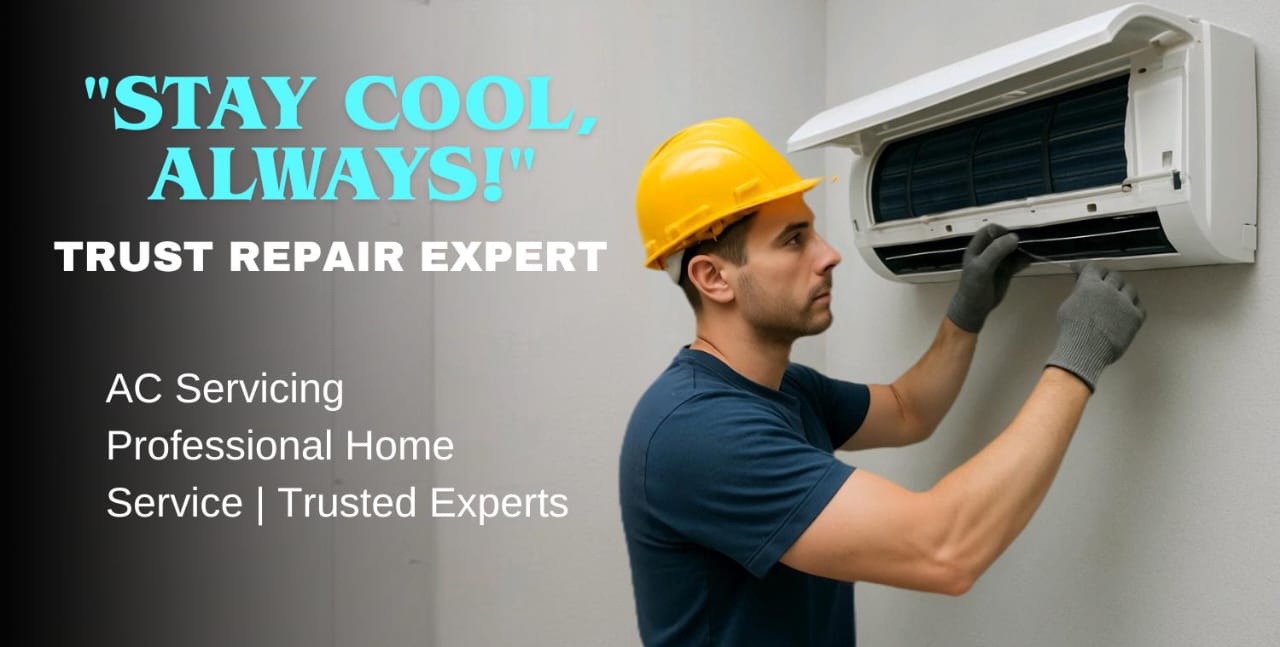 "STAY COOL,
ALWAYS!"
TRUST REPAIR EXPERT
AC Servicing
Professional Home
Service | Trusted Experts